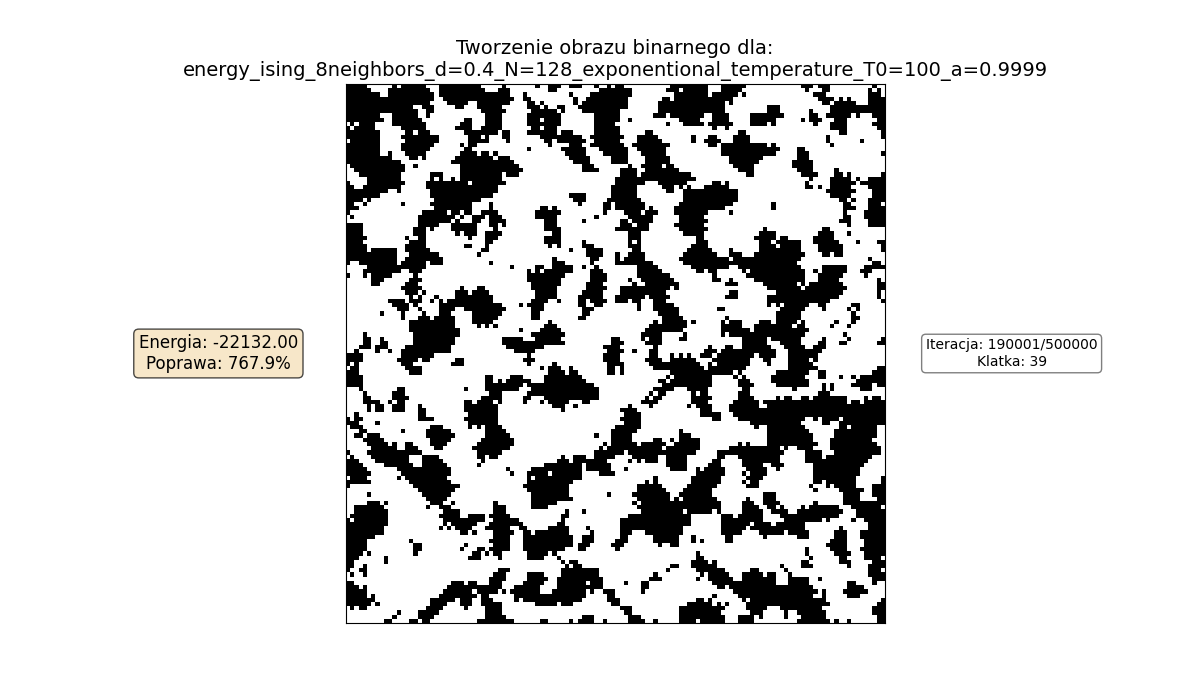 Tworzenie obrazu binarnego dla:
energy_ising_8neighbors_d=0.4_N=128_exponentional_temperature_T0=100_a=0.9999
Energia: -22132.00
Poprawa: 767.9%
Iteracja: 190001/500000
Klatka: 39